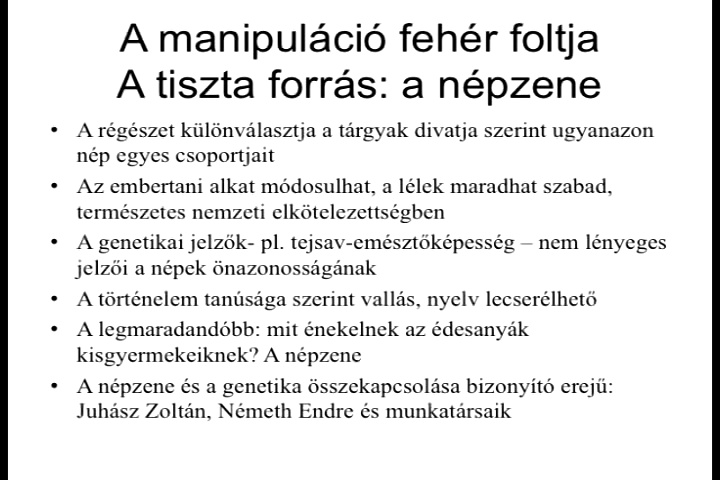 A manipuláció fehér foltja
A tiszta forrás: a népzene
• A régészet különválasztja a tárgyak divatja szerint ugyanazon
nép egyes csoportjait
• Az embertani alkat módosulhat, a lélek maradhat szabad,
természetes nemzeti elkötelezettségben
• A genetikai jelzők- pl. tejsav-emésztőképesség – nem lényeges
jelzői a népek önazonosságának
• A történelem tanúsága szerint vallás, nyelv lecserélhető
• A legmaradandóbb: mit énekelnek az édesanyák
kisgyermekeiknek? A népzene
• A népzene és a genetika összekapcsolása bizonyító erejű:
Juhász Zoltán, Németh Endre és munkatársaik